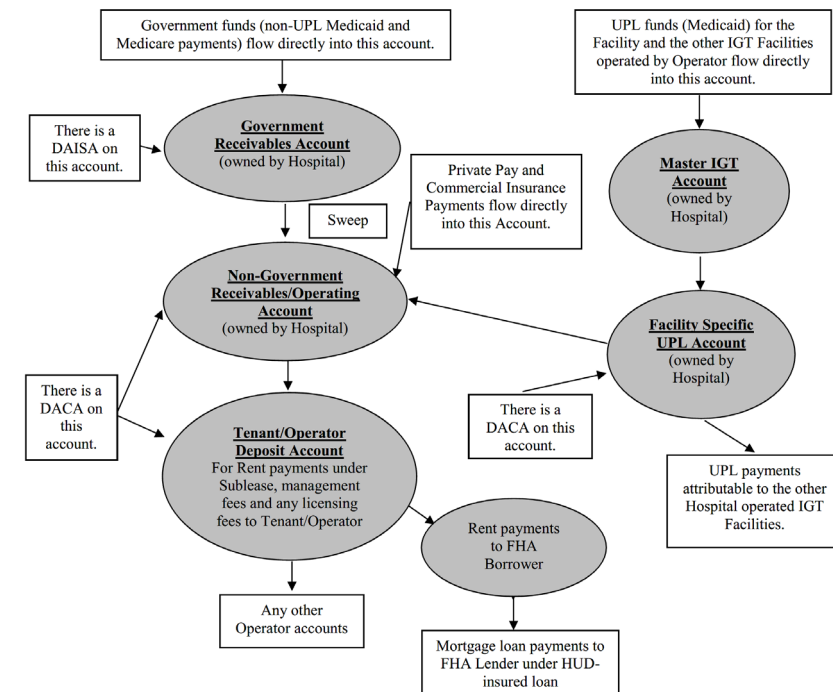 Government funds (non-UPL Medicaid and
Medicare payments) flow directly into this account.
UPL funds (Medicaid) for the
Facility and the other IGT Facilities
operated by Operator flow directly
into this account.
There is a
DAISA on
this account.
Government
Receivables Account
(owned by Hospital)
Private Pay and
Commercial Insurance
Payments flow directly
into this Account.
Master IGT
Account
(owned by
Hospital)
Sweep
Non-Government
Receivables/Operating
Account
(owned by Hospital)
Facility Specific
UPL Account
(owned by
Hospital)
There is a
DACA on
this
account.
There is a
DACA on this
account.
Tenant/Operator
Deposit Account
For Rent payments under
Sublease, management
fees and any licensing
fees to Tenant/Operator
UPL payments
attributable to the other
Hospital operated IGT
Facilities.
Rent payments
to FHA
Borrower
Any other
Operator accounts
Mortgage loan payments to
FHA Lender under HUD-
insured loan